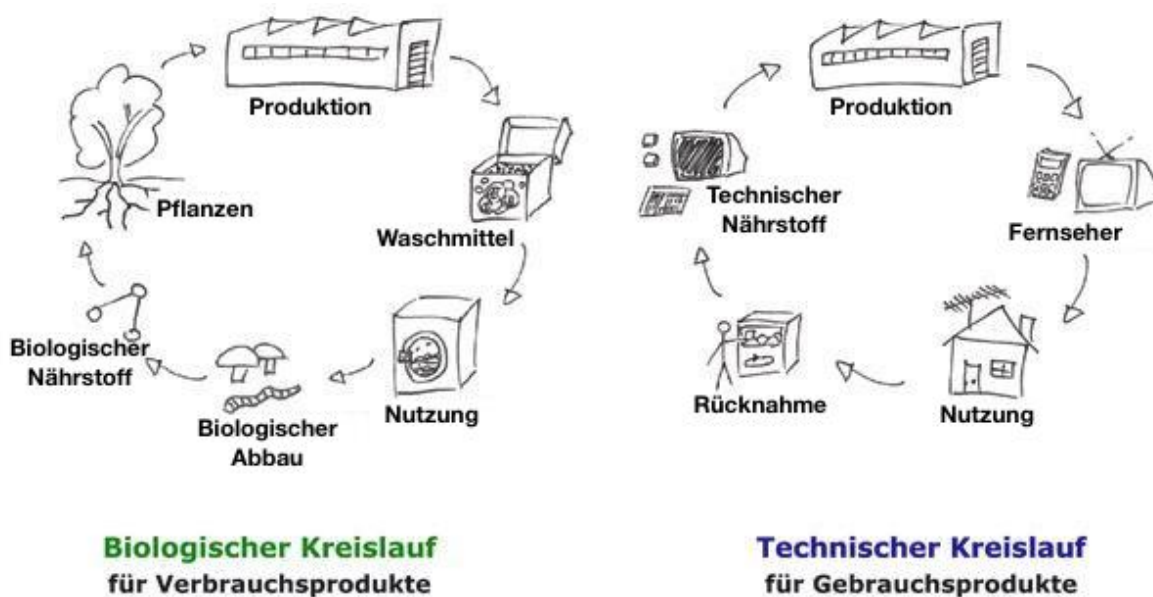 Produktion
Waschmittel
Nutzung
Biologischer
Abbau
Biologischer
Nährstoff
Pflanzen
Biologischer Kreislauf
für Verbrauchsprodukte
Produktion
Fernseher
Nutzung
Rücknahme
Technischer
Nährstoff
Technischer Kreislauf
für Gebrauchsprodukte